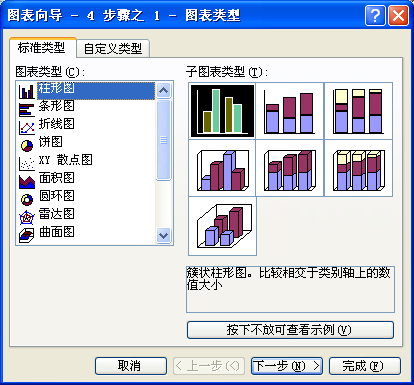 图表向导 - 4 步骤之 1 - 图表类型
标准类型 自定义类型
图表类型(C):
柱形图
条形图
折线图
饼图
XY 散点图
面积图
圆环图
雷达图
曲面图
子图表类型(T):
簇状柱形图。比较相交于类别轴上的数
值大小
按下不放可查看示例(V)
取消 < 上一步(<) 下一步(N) > 完成(F)